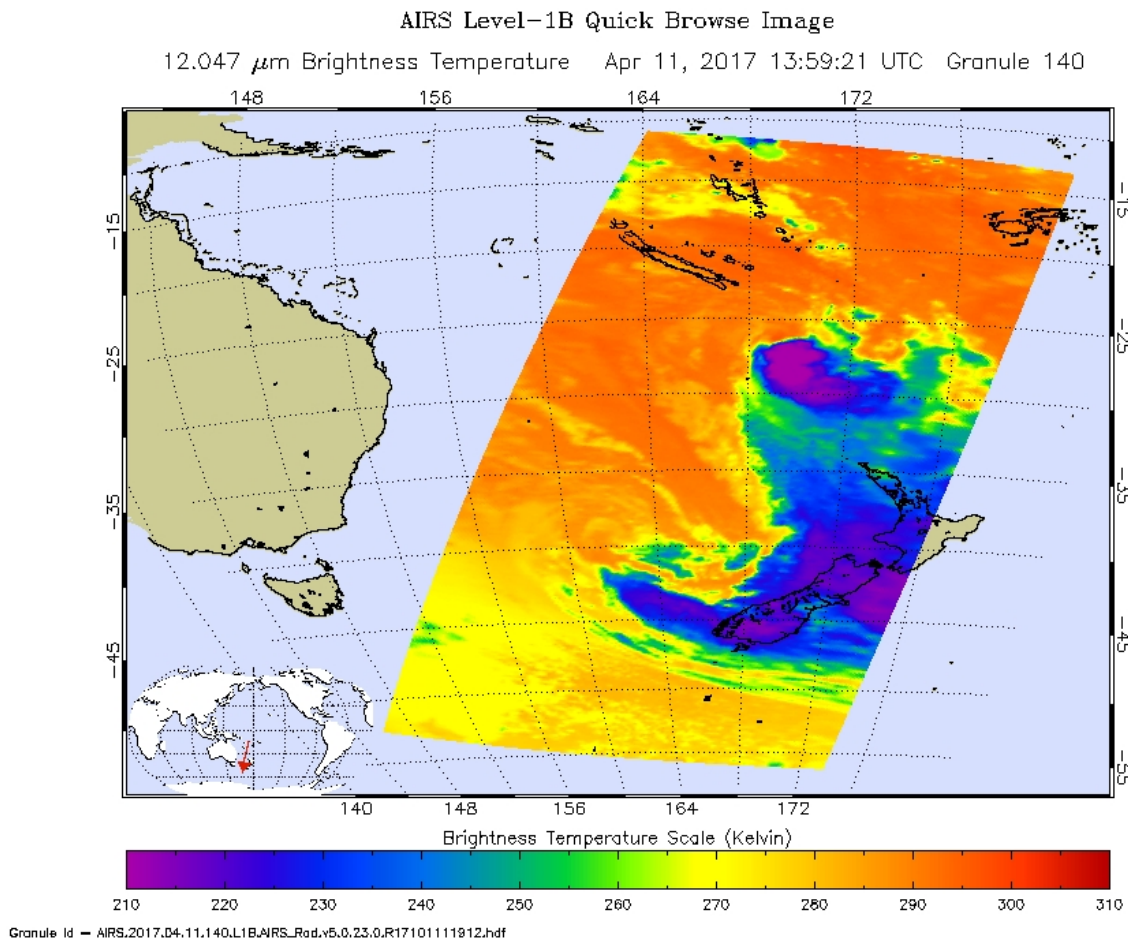 AIRS Level-1B Quick Browse Image
12.047 μm Brightness Temperature Apr 11, 2017 13:59:21 UTC Granule 140
148 156 164 172
-15 -15
-25 -25
-35 -35
-45 -45
-55
140 148 156 164 172
Brightness Temperature Scale (Kelvin)
210 220 230 240 250 260 270 280 290 300 310
Granule Id - AIRS.2017.04.11.140.L1B.AIRS_Rad.v5.0.23.0.R17101111912.hdf